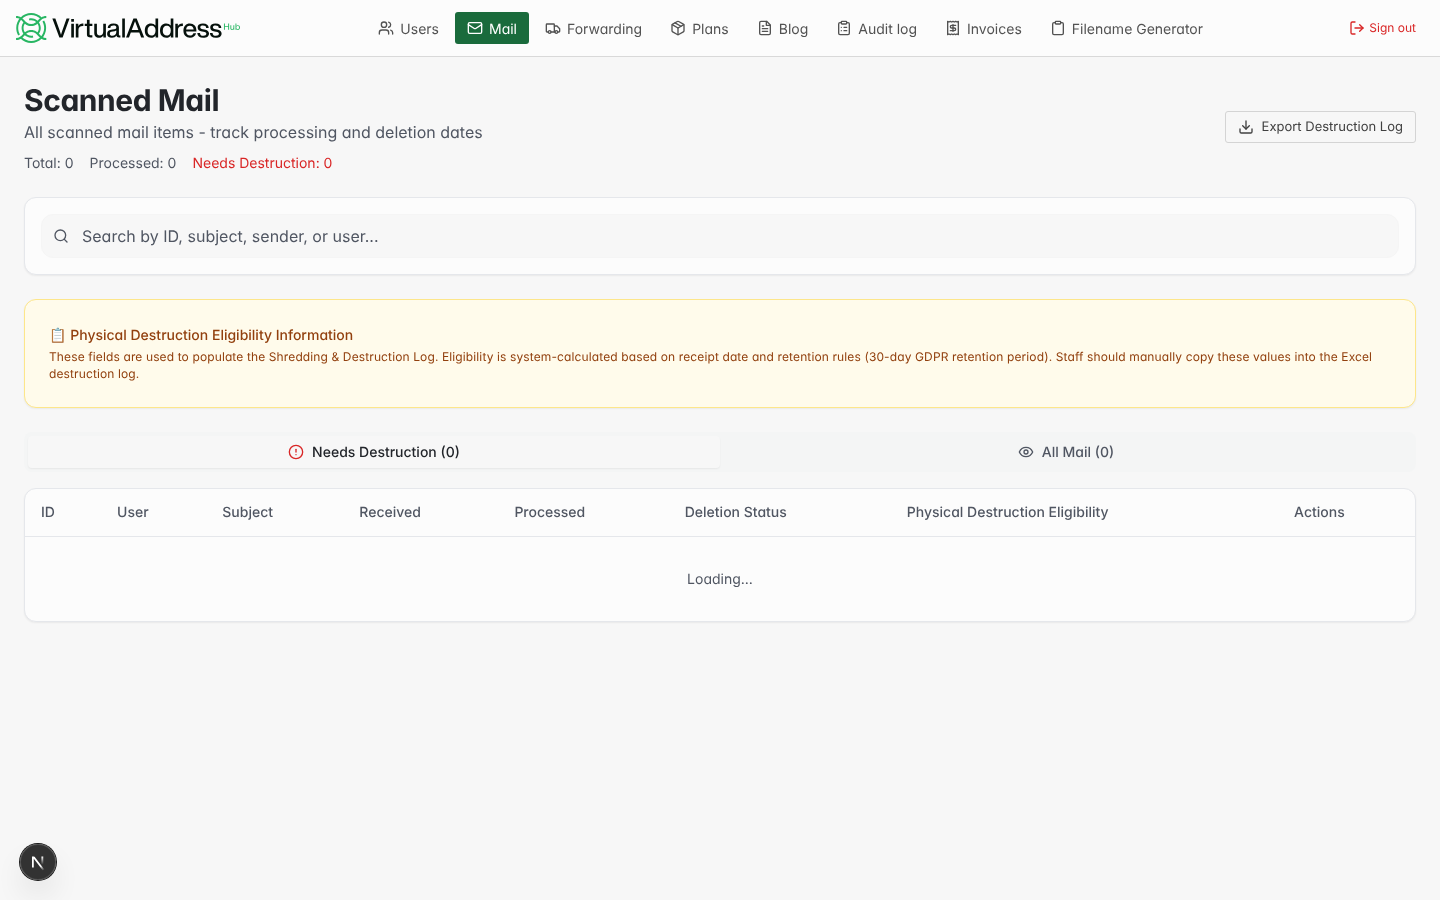 VirtualAddress Hub
Users
Mail
Forwarding
Plans
Blog
Audit log
Invoices
Filename Generator
Sign out
Scanned Mail
All scanned mail items - track processing and deletion dates
Total: 0 Processed: 0 Needs Destruction: 0
Export Destruction Log
Search by ID, subject, sender, or user...
📋 Physical Destruction Eligibility Information
These fields are used to populate the Shredding & Destruction Log. Eligibility is system-calculated based on receipt date and retention rules (30-day GDPR retention period). Staff should manually copy these values into the Excel
destruction log.
Needs Destruction (0)
All Mail (0)
ID User Subject Received Processed Deletion Status Physical Destruction Eligibility Actions
Loading...
N